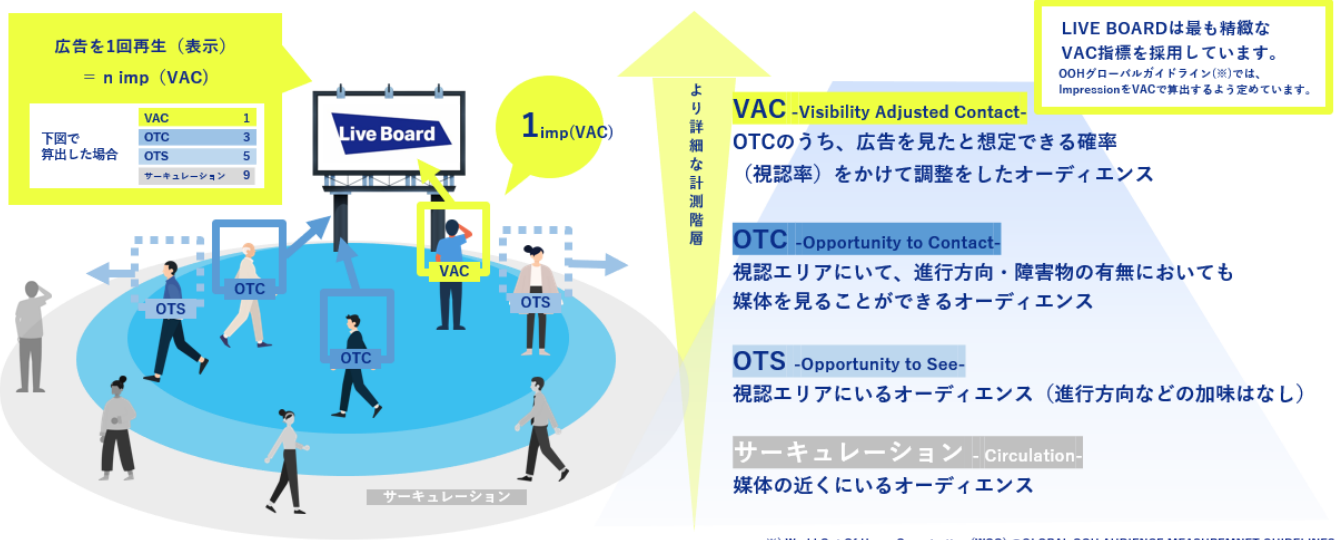 広告を1回再生（表示）
＝ n imp（VAC）
下図で
算出した場合
VAC 1
OTC 3
OTS 5
サーキュレーション 9
Live Board
1imp(VAC)
OTS
OTC
OTC
VAC
OTS
サーキュレーション
より詳細な計測階層
LIVE BOARDは最も精緻な
VAC指標を採用しています。
OOHグローバルガイドライン(※)では、
ImpressionをVACで算出するよう定めています。
VAC -Visibility Adjusted Contact-
OTCのうち、広告を見たと想定できる確率
（視認率）をかけて調整をしたオーディエンス
OTC -Opportunity to Contact-
視認エリアにいて、進行方向・障害物の有無においても
媒体を見ることができるオーディエンス
OTS -Opportunity to See-
視認エリアにいるオーディエンス（進行方向などの加味はなし）
サーキュレーション - Circulation-
媒体の近くにいるオーディエンス